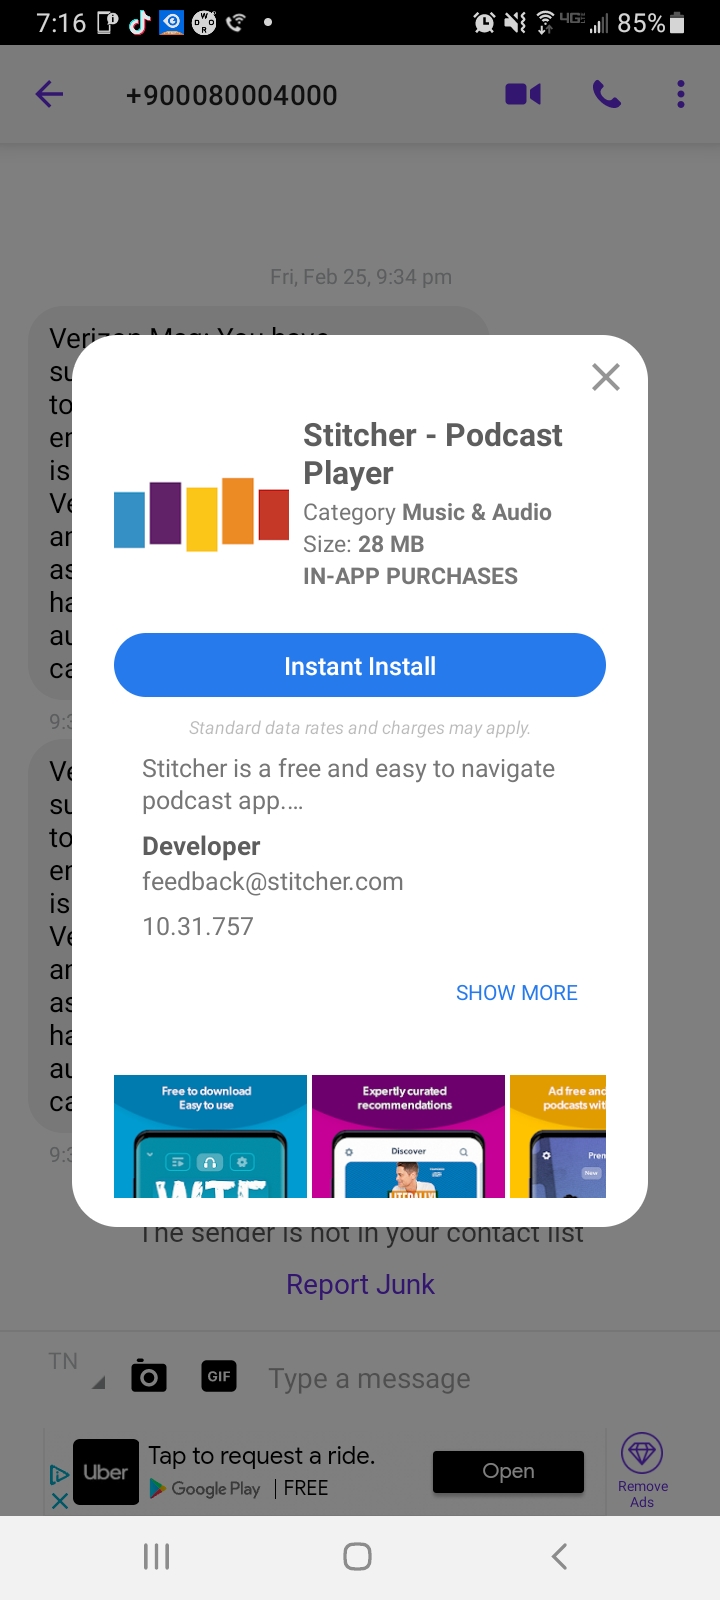 7:16
4G
85%
+900080004000
Fri, Feb 25, 9:34 pm
su
to
er
is
Ve
ar
as
ha
au
ca
9:3
Ve
su
to
er
is
Ve
ar
as
ha
au
ca
9:3
Stitcher - Podcast
Player
Category Music & Audio
Size: 28 MB
IN-APP PURCHASES
Instant Install
Standard data rates and charges may apply.
Stitcher is a free and easy to navigate
podcast app....
Developer
feedback@stitcher.com
10.31.757
SHOW MORE
Free to download
Easy to use
WTF
Expertly curated
recommendations
Discover
LITERALLY!
Ad free and
podcasts wit
Prem
New
The sender is not in your contact list
Report Junk
TN
GIF
Type a message
Uber
Tap to request a ride.
Google Play | FREE
Open
Remove
Ads